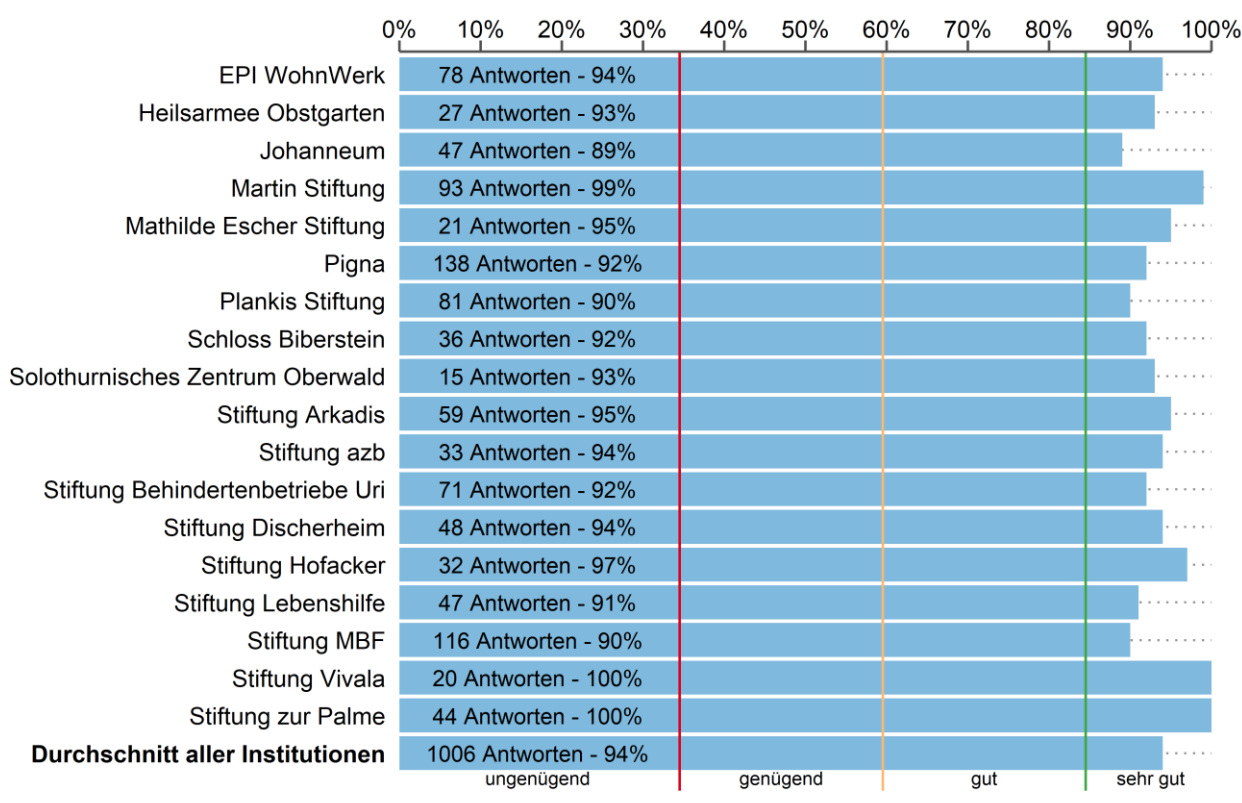 0% 10% 20% 30% 40% 50% 60% 70% 80% 90% 100%
EPI WohnWerk 78 Antworten - 94%
Heilsarmee Obstgarten 27 Antworten - 93%
Johanneum 47 Antworten - 89%
Martin Stiftung 93 Antworten - 99%
Mathilde Escher Stiftung 21 Antworten - 95%
Pigna 138 Antworten - 92%
Plankis Stiftung 81 Antworten - 90%
Schloss Biberstein 36 Antworten - 92%
Solothurnisches Zentrum Oberwald 15 Antworten - 93%
Stiftung Arkadis 59 Antworten - 95%
Stiftung azb 33 Antworten - 94%
Stiftung Behindertenbetriebe Uri 71 Antworten - 92%
Stiftung Discherheim 48 Antworten - 94%
Stiftung Hofacker 32 Antworten - 97%
Stiftung Lebenshilfe 47 Antworten - 91%
Stiftung MBF 116 Antworten - 90%
Stiftung Vivala 20 Antworten - 100%
Stiftung zur Palme 44 Antworten - 100%
Durchschnitt aller Institutionen 1006 Antworten - 94%
ungenügend genügend gut sehr gut